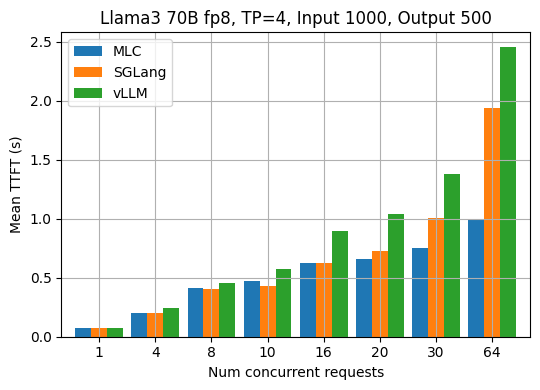 Llama3 70B fp8, TP=4, Input 1000, Output 500
MLC
SGLang
vLLM
Mean TTFT (s)
2.5
2.0
1.5
1.0
0.5
0.0
1 4 8 10 16 20 30 64
Num concurrent requests